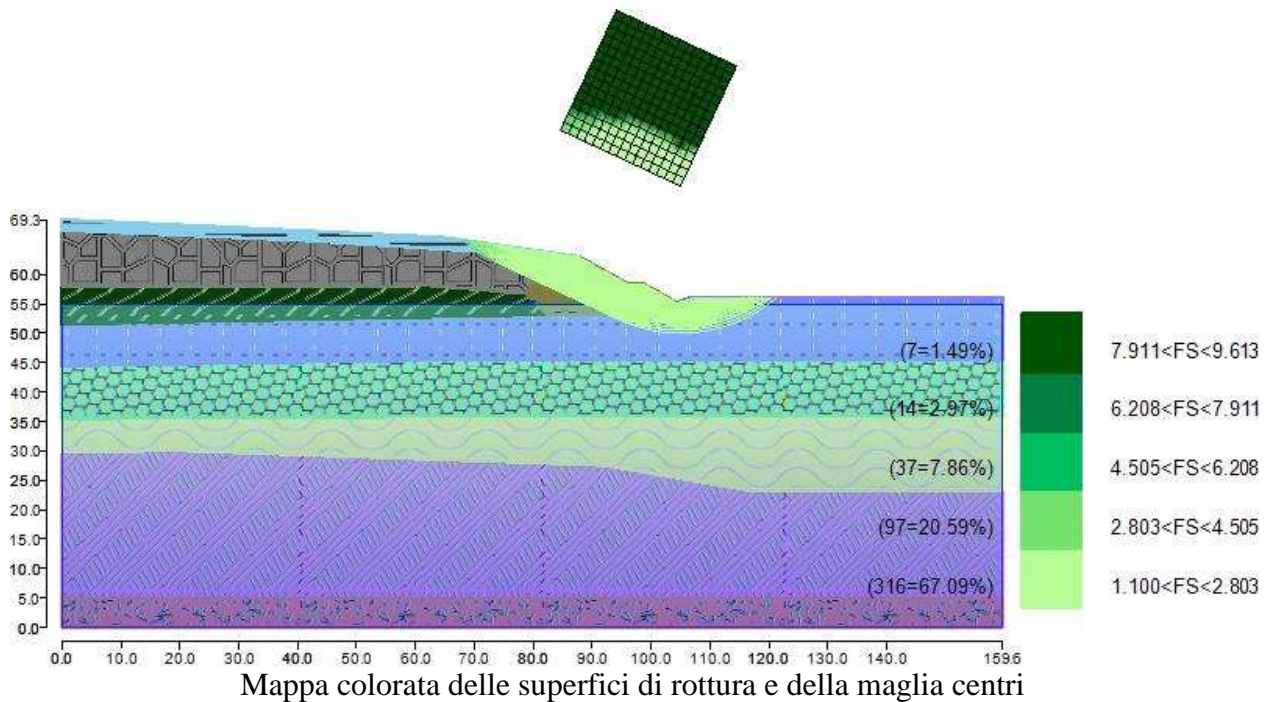 69.3
60.0
55.0
50.0
45.0
40.0
35.0
30.0
25.0
20.0
15.0
10.0
5.0
0.0
(7=1.49%)
7.911<FS<9.613
(14=2.97%)
6.208<FS<7.911
(37=7.86%)
4.505<FS<6.208
(97=20.59%)
2.803<FS<4.505
(316=67.09%)
1.100<FS<2.803
0.0 10.0 20.0 30.0 40.0 50.0 60.0 70.0 80.0 90.0 100.0 110.0 120.0 130.0 140.0 159.6
Mappa colorata delle superfici di rottura e della maglia centri